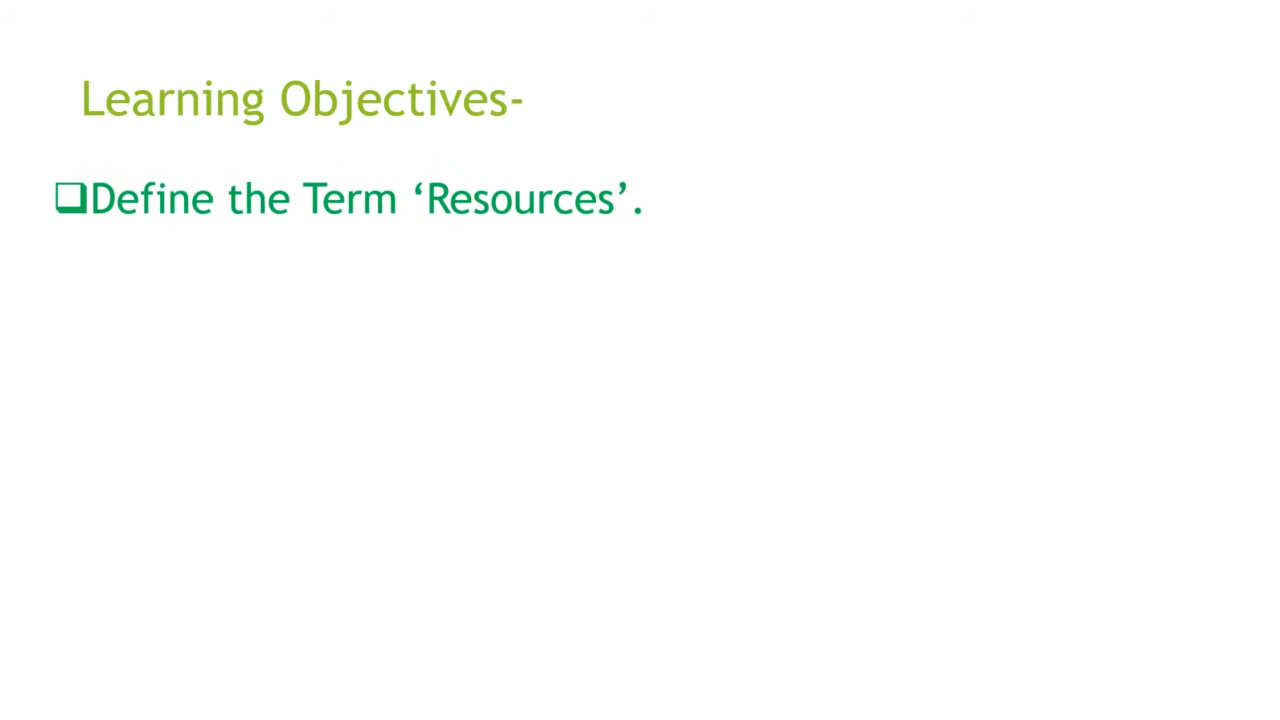 Learning Objectives-
❑Define the Term ‘Resources’.